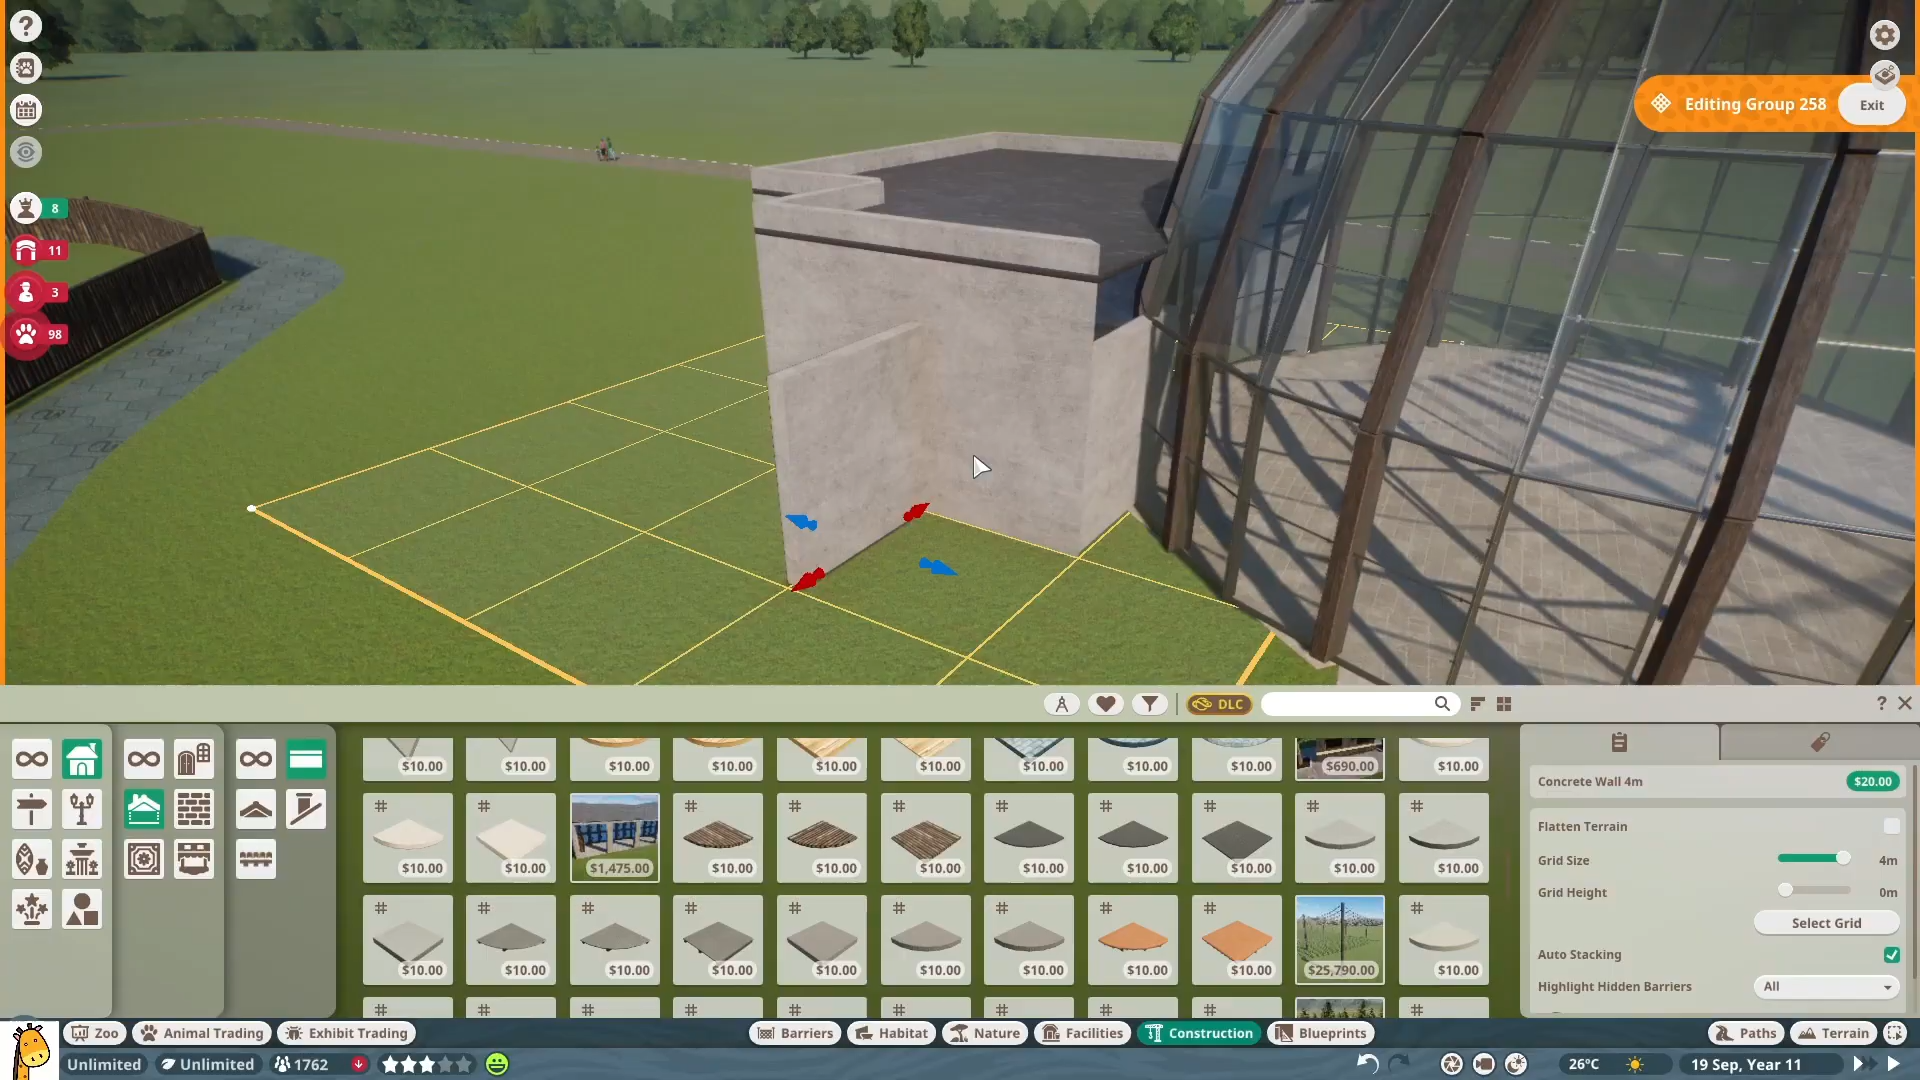 ?
Editing Group 258
Exit
8
11
3
98
DLC
?
$10.00 $10.00 $10.00 $10.00 $10.00 $10.00 $10.00 $10.00 $10.00 $690.00 $10.00
# # # # # # # # # #
$10.00 $10.00 $1,475.00 $10.00 $10.00 $10.00 $10.00 $10.00 $10.00 $10.00 $10.00
# # # # # # # # # #
$10.00 $10.00 $10.00 $10.00 $10.00 $10.00 $10.00 $10.00 $10.00 $25,790.00 $10.00
# # # # # # # # # #
Concrete Wall 4m $20.00
Flatten Terrain
Grid Size 4m
Grid Height 0m
Select Grid
Auto Stacking
Highlight Hidden Barriers All
Zoo Animal Trading Exhibit Trading Barriers Habitat Nature Facilities Construction Blueprints Paths Terrain
Unlimited Unlimited 1762 26°C 19 Sep, Year 11